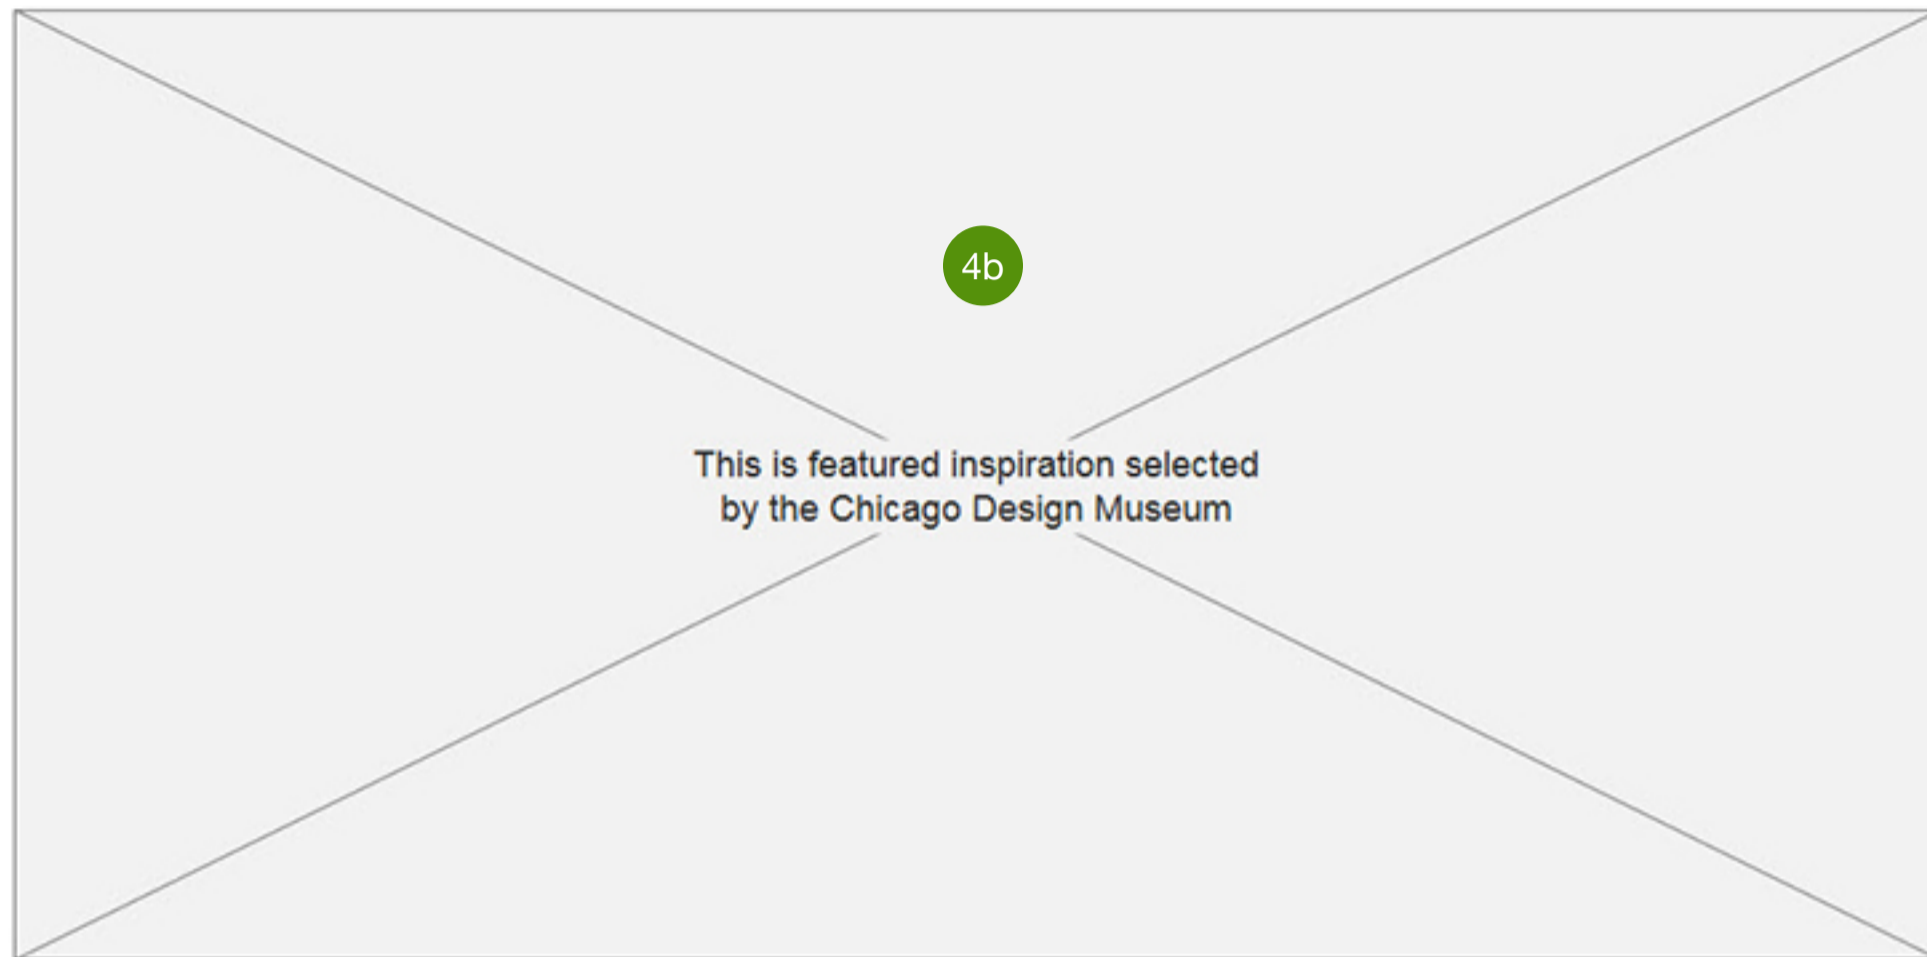 4b
This is featured inspiration selected
by the Chicago Design Museum